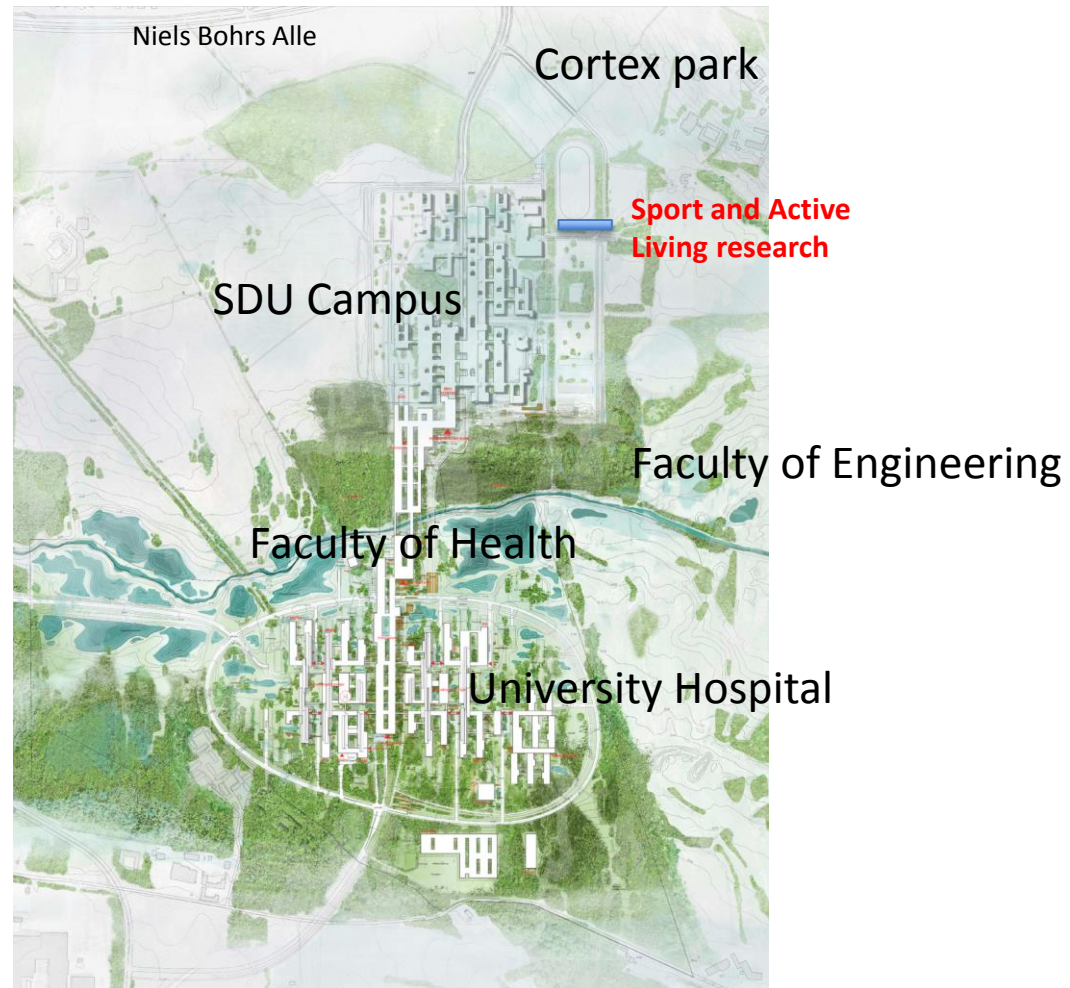 Niels Bohrs Alle
Cortex park
Sport and Active
Living research
SDU Campus
Faculty of Engineering
Faculty of Health
University Hospital